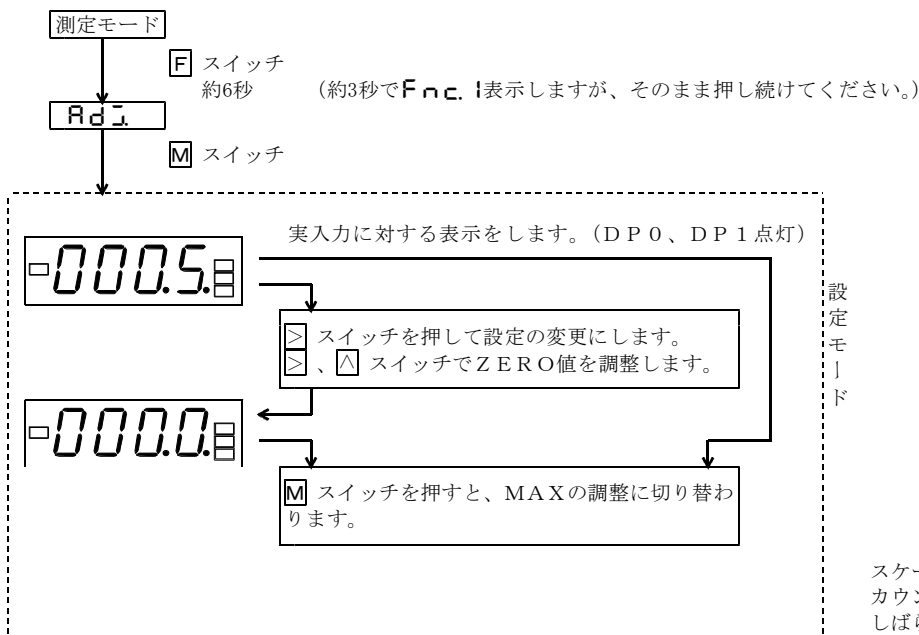 測定モード
F スイッチ
約6秒 (約3秒でFnc.1表示しますが、そのまま押し続けてください。)
Adj.
M スイッチ
実入力に対する表示をします。(DP0、DP1点灯)
-000.5.
> スイッチを押して設定の変更にします。
> 、∧ スイッチでZERO値を調整します。
設定モード
-000.0.
M スイッチを押すと、MAXの調整に切り替わ
ります。
スケー
カウン
しばら